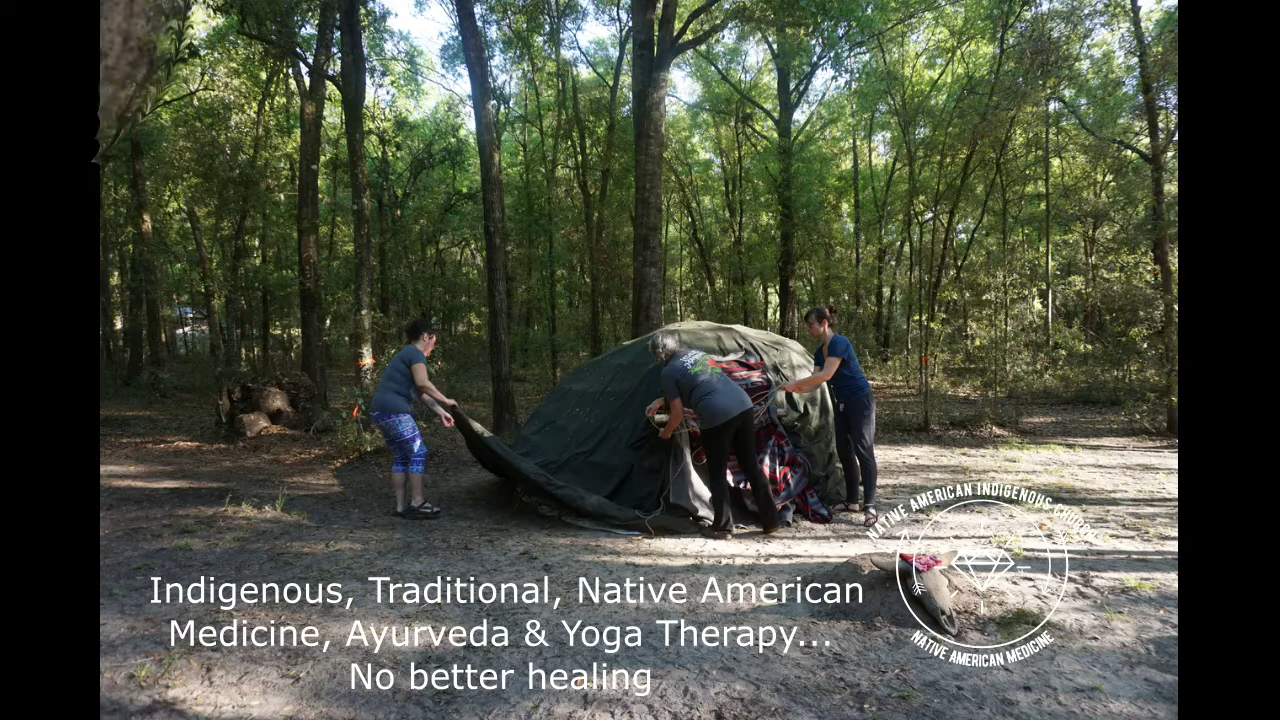 Indigenous, Traditional, Native American
Medicine, Ayurveda & Yoga Therapy...
No better healing
NATIVE AMERICAN INDIGENOUS CHURCH
NATIVE AMERICAN MEDICINE